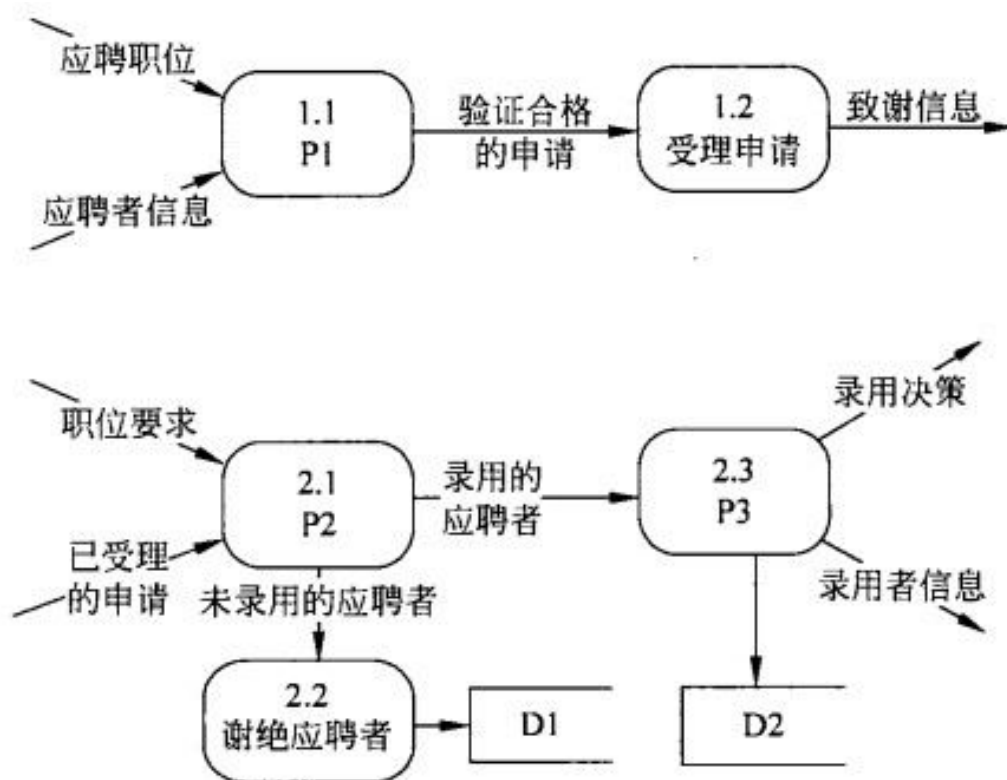 应聘职位
1.1
P1
应聘者信息
验证合格
的申请
1.2
受理申请
致谢信息
职位要求
2.1
P2
已受理
的申请
录用的
应聘者
2.3
P3
录用决策
录用者信息
未录用的应聘者
2.2
谢绝应聘者
D1
D2